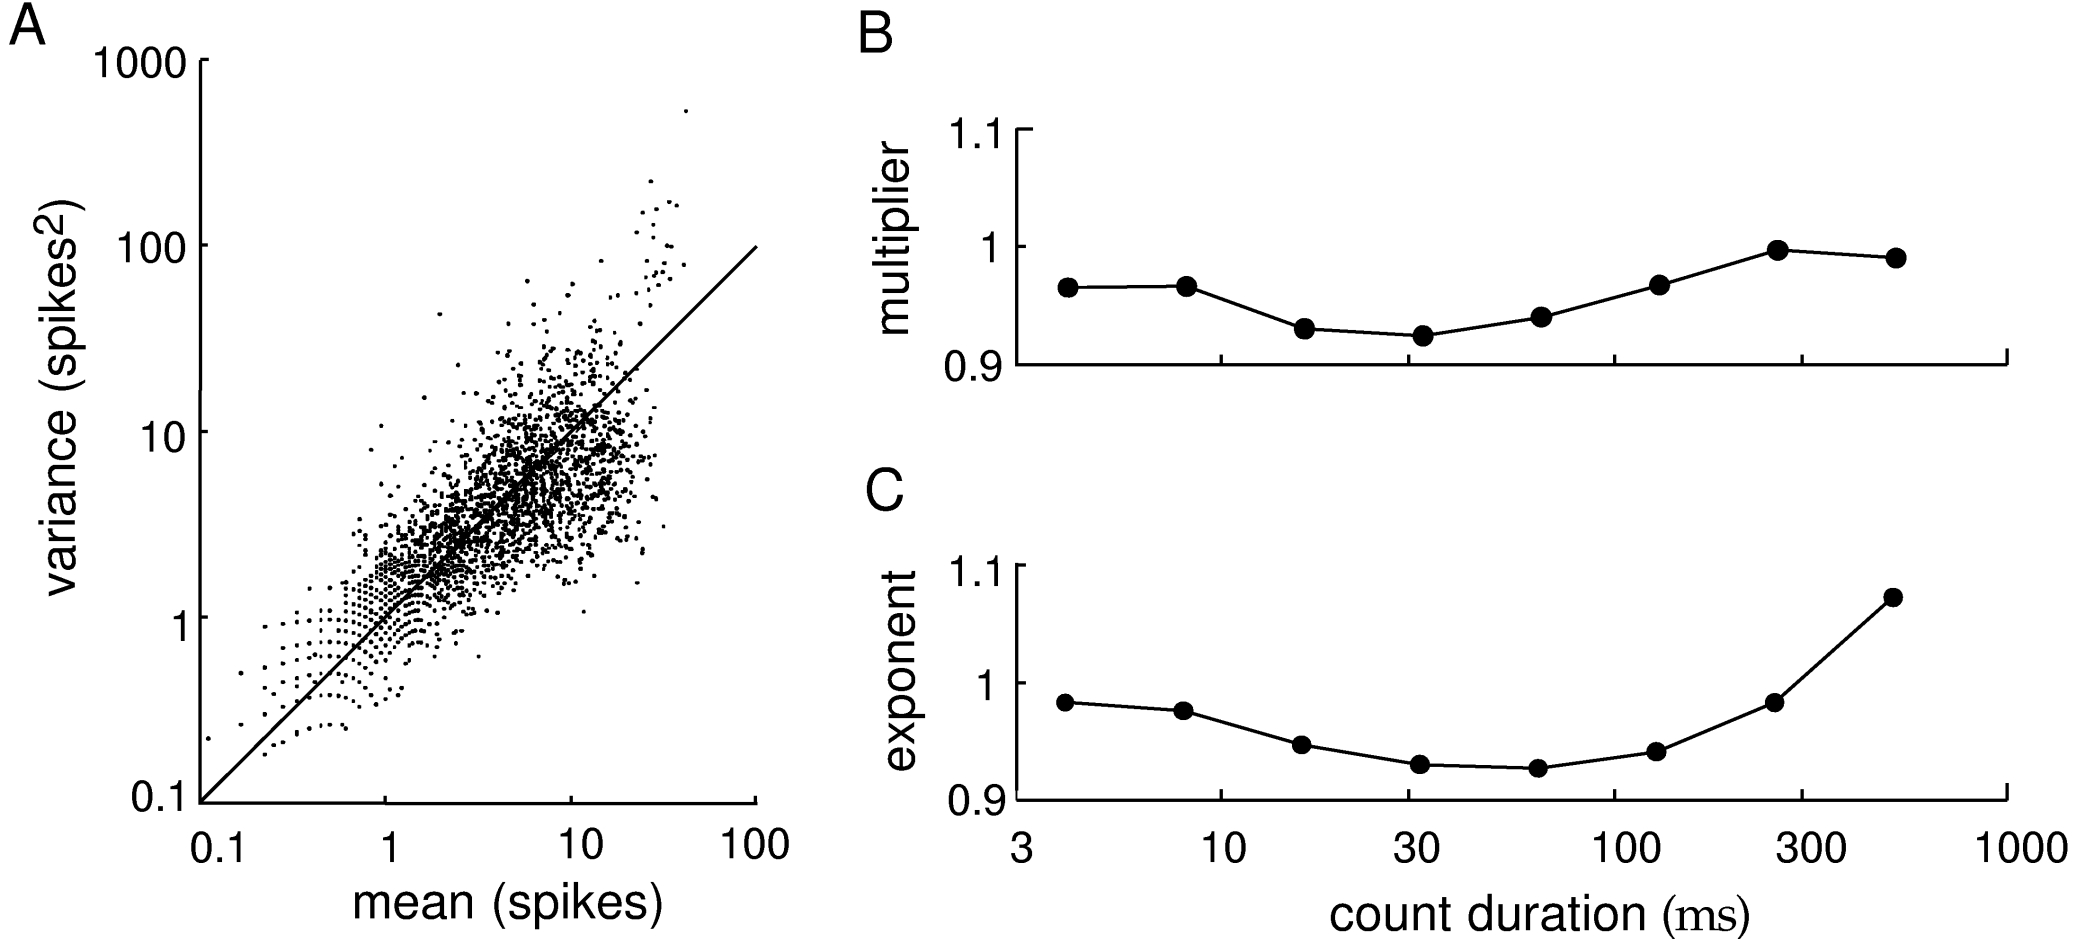 A
1000
100
10
1
0.1
variance (spikes2)
0.1 1 10 100
mean (spikes)
B
1.1
1
0.9
multiplier
C
1.1
1
0.9
exponent
3 10 30 100 300 1000
count duration (ms)